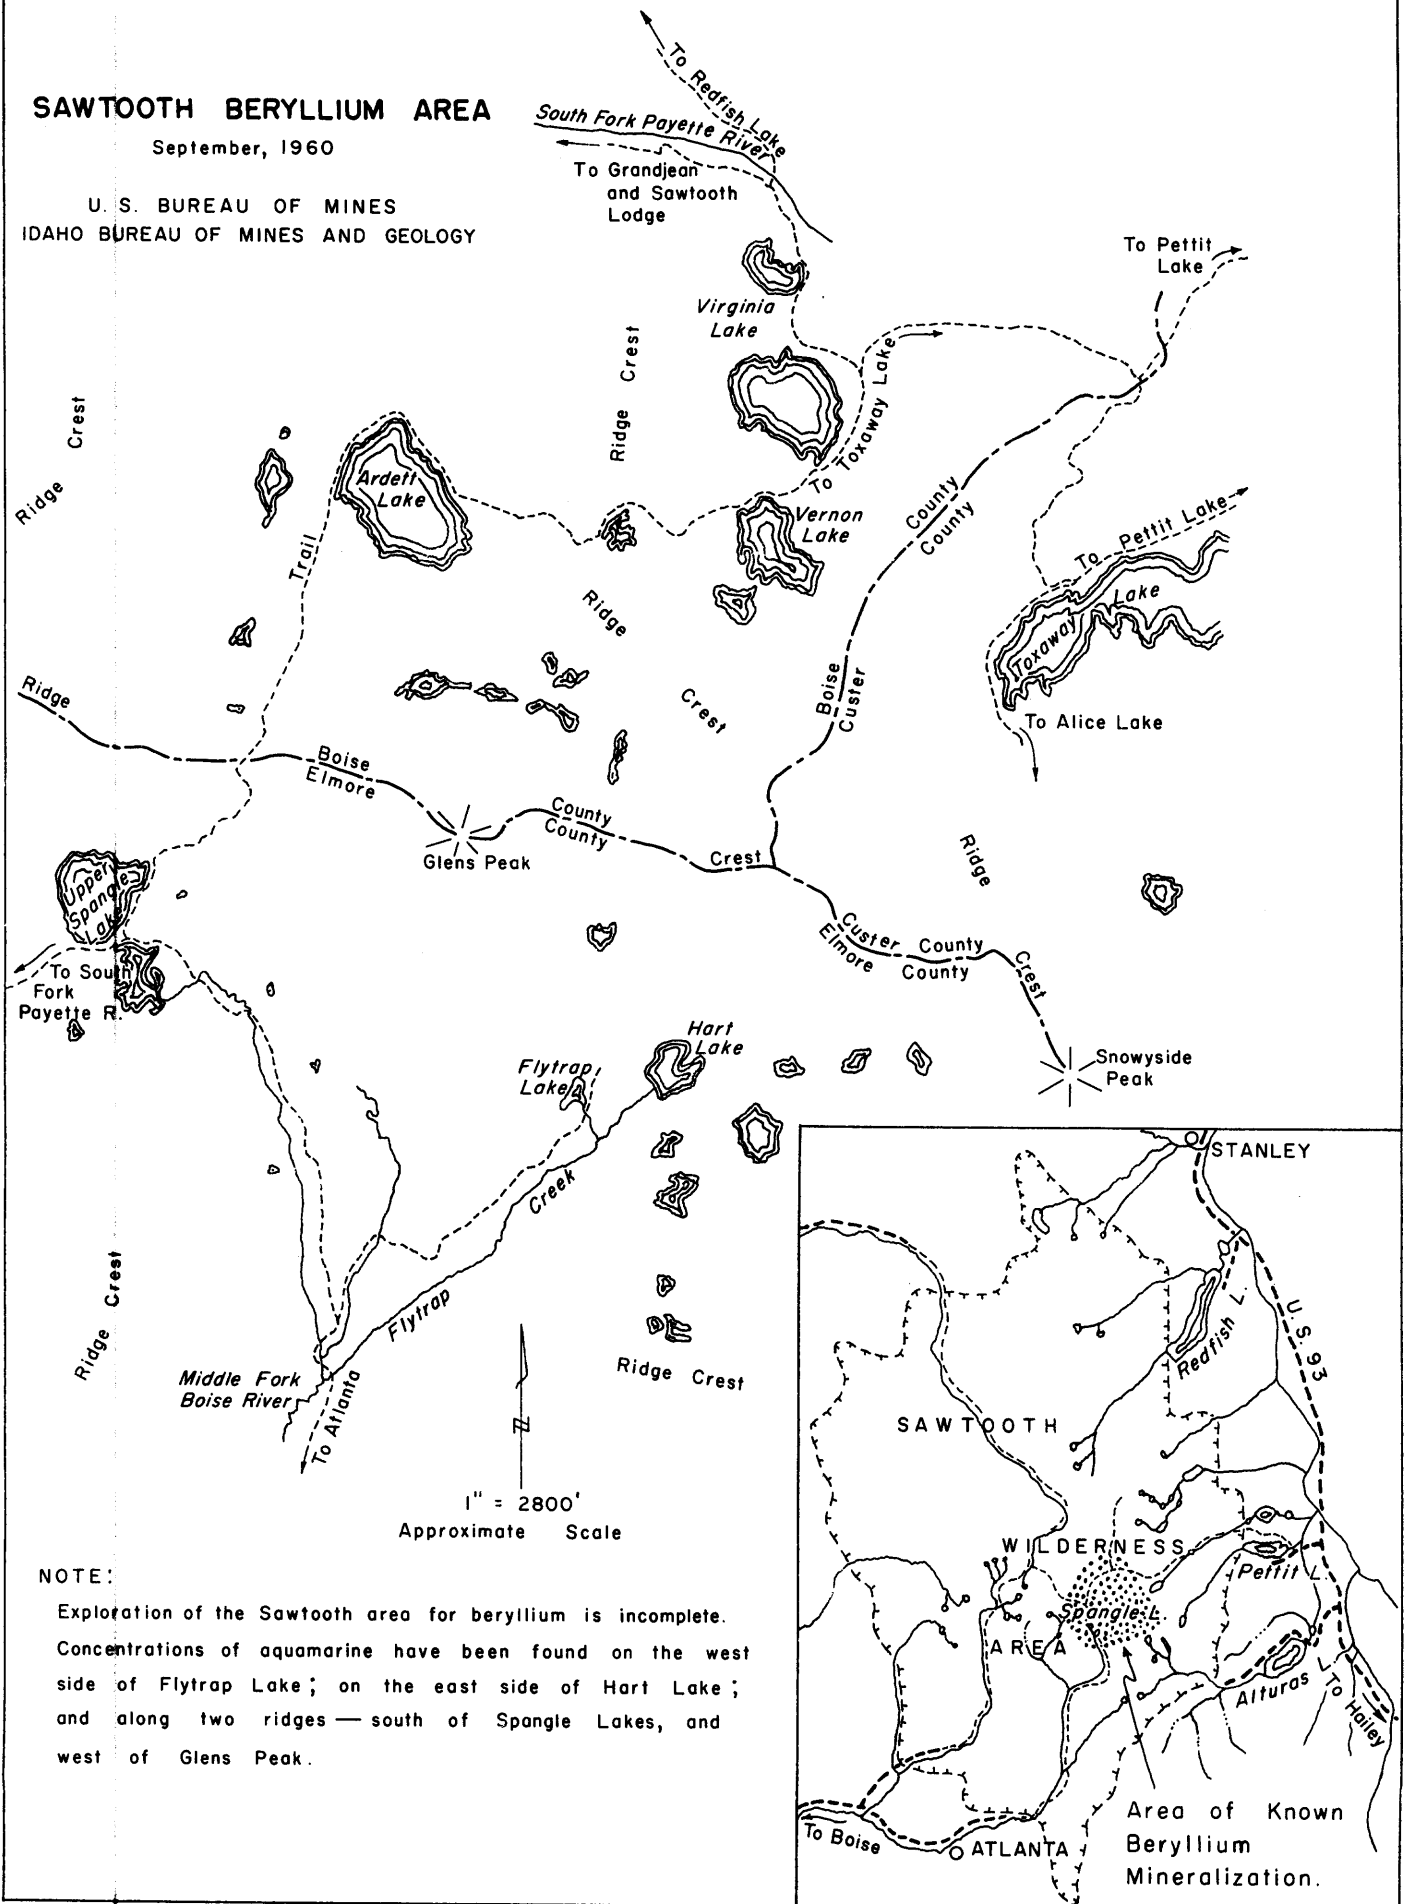 SAWTOOTH BERYLLIUM AREA
September, 1960
U. S. BUREAU OF MINES
IDAHO BUREAU OF MINES AND GEOLOGY
To Redfish Lake
South Fork Payette River
To Grandjean
and Sawtooth
Lodge
To Pettit
Lake
Virginia
Lake
Ridge Crest
Ridge Crest
To Toxaway Lake
Ardett
Lake
Trail
Vernon
Lake
County
County
To Pettit Lake
Toxaway Lake
To Alice Lake
Ridge
Crest
Boise
Custer
Ridge
Boise
Elmore
County
County
Glens Peak
Crest
Ridge
Upper
Spangle
Lake
Custer County
Elmore County
Crest
To South
Fork
Payette R.
Hart
Lake
Flytrap
Lake
Snowyside
Peak
Flytrap Creek
Ridge Crest
Ridge Crest
Middle Fork
Boise River
To Atlanta
N
1" = 2800'
Approximate Scale
NOTE:
Exploration of the Sawtooth area for beryllium is incomplete.
Concentrations of aquamarine have been found on the west
side of Flytrap Lake; on the east side of Hart Lake;
and along two ridges — south of Spangle Lakes, and
west of Glens Peak.
STANLEY
Redfish L.
U.S. 93
SAWTOOTH
WILDERNESS
AREA
Pettit L.
Spangle L.
Alturas L.
To Hailey
To Boise
ATLANTA
Area of Known
Beryllium
Mineralization.